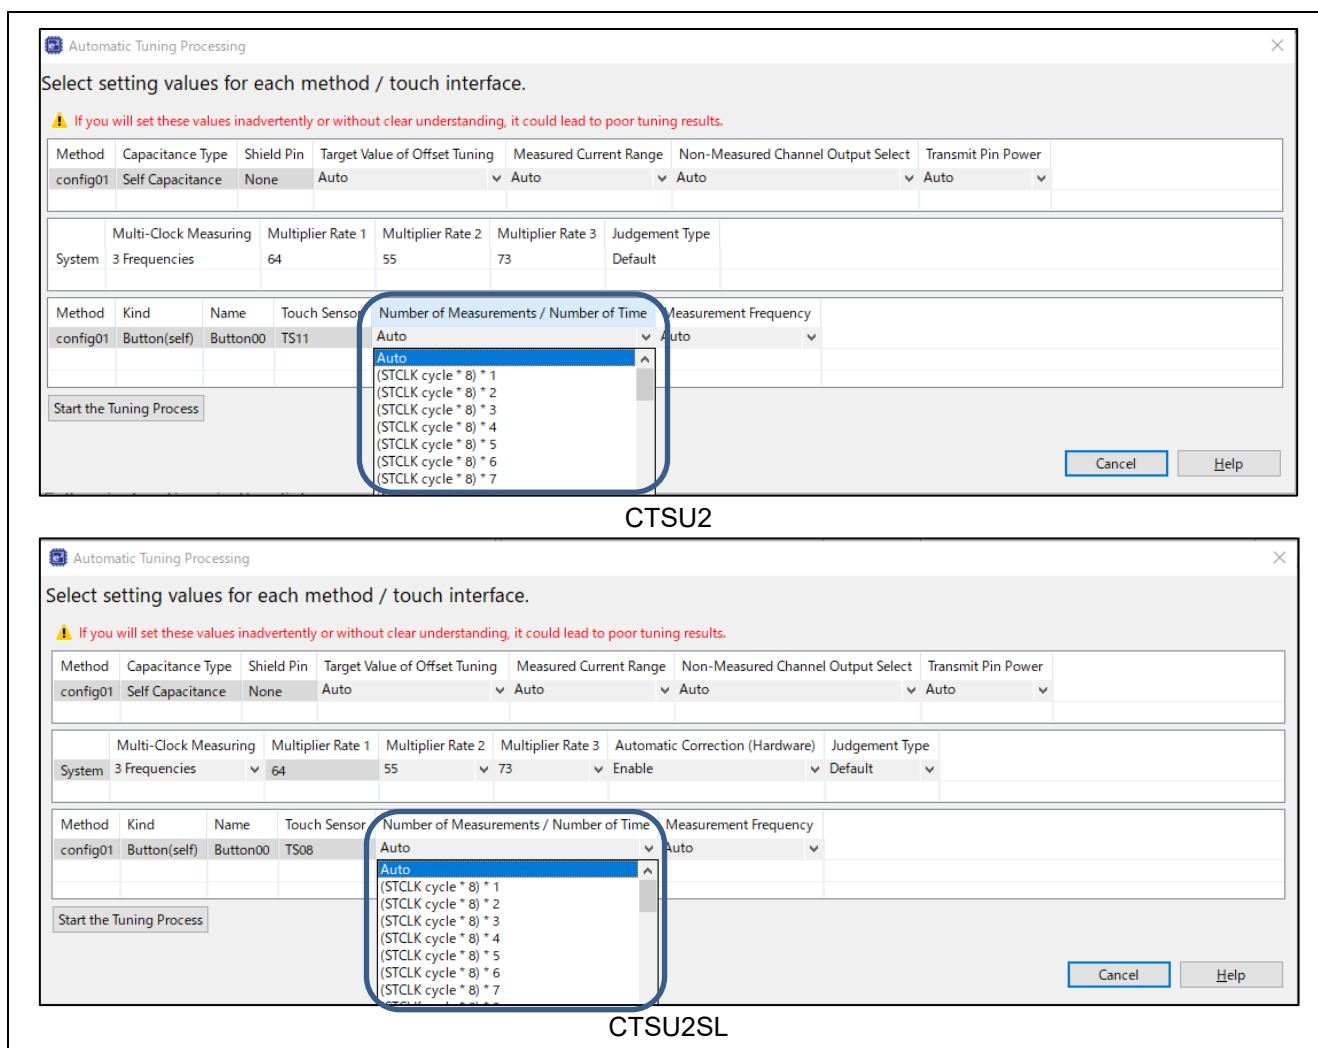 Automatic Tuning Processing
Select setting values for each method / touch interface.
If you will set these values inadvertently or without clear understanding, it could lead to poor tuning results.
Method Capacitance Type Shield Pin Target Value of Offset Tuning Measured Current Range Non-Measured Channel Output Select Transmit Pin Power
config01 Self Capacitance None Auto Auto Auto Auto
Multi-Clock Measuring Multiplier Rate 1 Multiplier Rate 2 Multiplier Rate 3 Judgement Type
System 3 Frequencies 64 55 73 Default
Method Kind Name Touch Sensor Number of Measurements / Number of Time Measurement Frequency
config01 Button(self) Button00 TS11 Auto Auto
Auto
(STCLK cycle * 8) * 1
(STCLK cycle * 8) * 2
(STCLK cycle * 8) * 3
(STCLK cycle * 8) * 4
(STCLK cycle * 8) * 5
(STCLK cycle * 8) * 6
(STCLK cycle * 8) * 7
Start the Tuning Process
Cancel Help
CTSU2
Automatic Tuning Processing
Select setting values for each method / touch interface.
If you will set these values inadvertently or without clear understanding, it could lead to poor tuning results.
Method Capacitance Type Shield Pin Target Value of Offset Tuning Measured Current Range Non-Measured Channel Output Select Transmit Pin Power
config01 Self Capacitance None Auto Auto Auto Auto
Multi-Clock Measuring Multiplier Rate 1 Multiplier Rate 2 Multiplier Rate 3 Automatic Correction (Hardware) Judgement Type
System 3 Frequencies 64 55 73 Enable Default
Method Kind Name Touch Sensor Number of Measurements / Number of Time Measurement Frequency
config01 Button(self) Button00 TS08 Auto Auto
Auto
(STCLK cycle * 8) * 1
(STCLK cycle * 8) * 2
(STCLK cycle * 8) * 3
(STCLK cycle * 8) * 4
(STCLK cycle * 8) * 5
(STCLK cycle * 8) * 6
(STCLK cycle * 8) * 7
Start the Tuning Process
Cancel Help
CTSU2SL